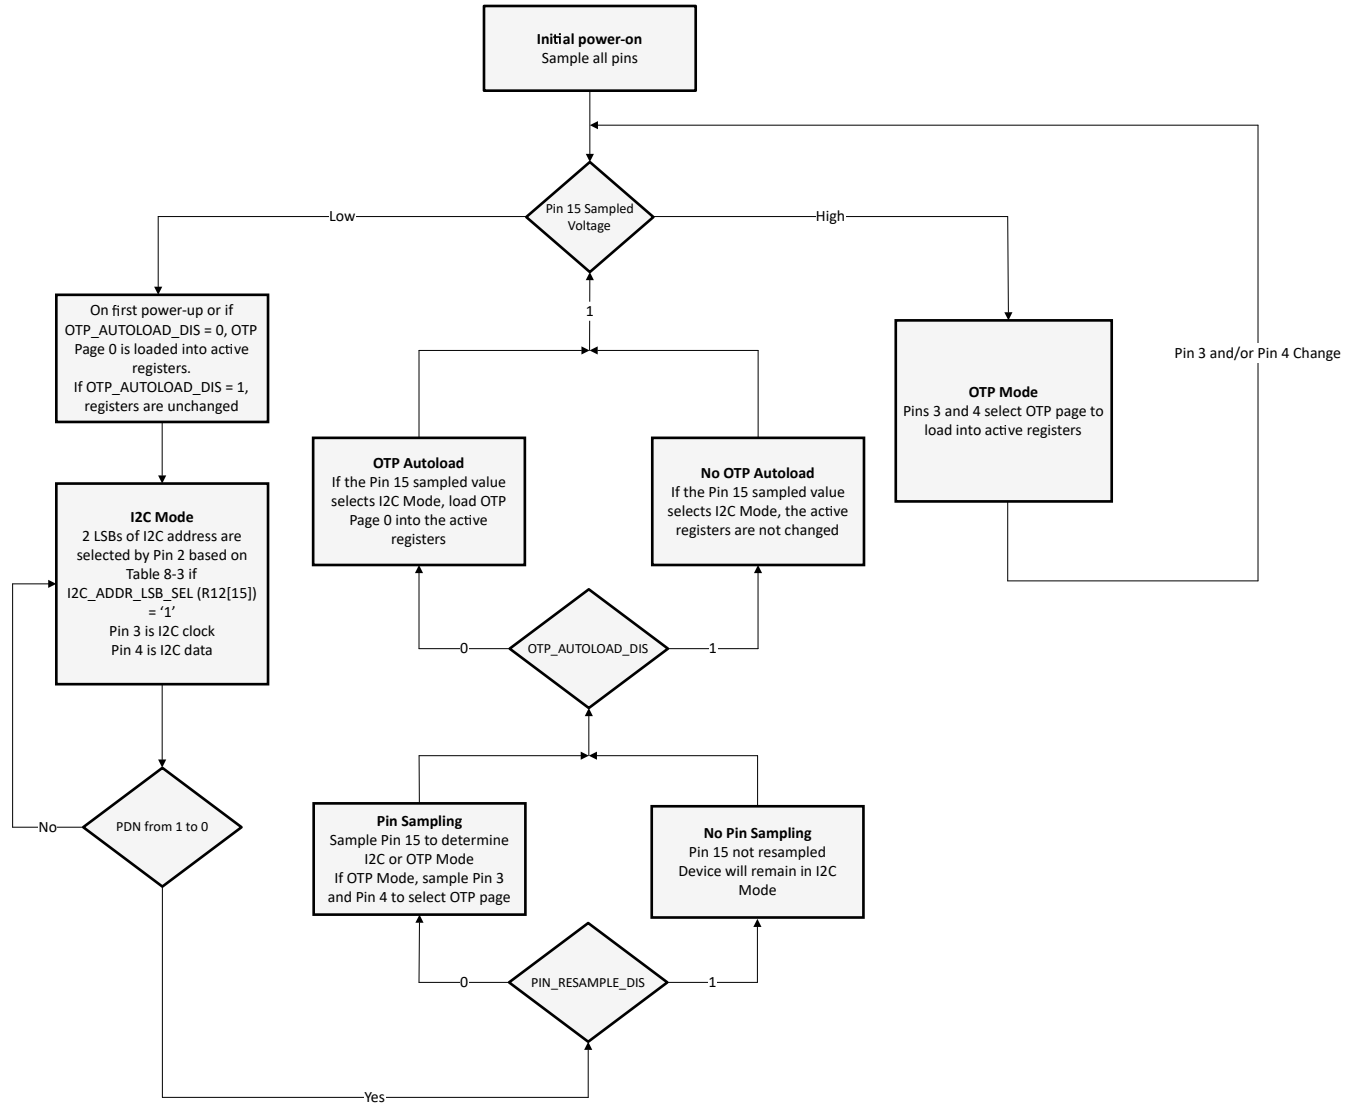 Initial power-on
Sample all pins
Pin 15 Sampled
Voltage
Low
High
1
On first power-up or if
OTP_AUTOLOAD_DIS = 0, OTP
Page 0 is loaded into active
registers.
If OTP_AUTOLOAD_DIS = 1,
registers are unchanged
Pin 3 and/or Pin 4 Change
OTP Mode
Pins 3 and 4 select OTP page to
load into active registers
OTP Autoload
If the Pin 15 sampled value
selects I2C Mode, load OTP
Page 0 into the active
registers
No OTP Autoload
If the Pin 15 sampled value
selects I2C Mode, the active
registers are not changed
I2C Mode
2 LSBs of I2C address are
selected by Pin 2 based on
Table 8-3 if
I2C_ADDR_LSB_SEL (R12[15])
= ‘1’
Pin 3 is I2C clock
Pin 4 is I2C data
0
OTP_AUTOLOAD_DIS
1
No
PDN from 1 to 0
Pin Sampling
Sample Pin 15 to determine
I2C or OTP Mode
If OTP Mode, sample Pin 3
and Pin 4 to select OTP page
No Pin Sampling
Pin 15 not resampled
Device will remain in I2C
Mode
0
PIN_RESAMPLE_DIS
1
Yes